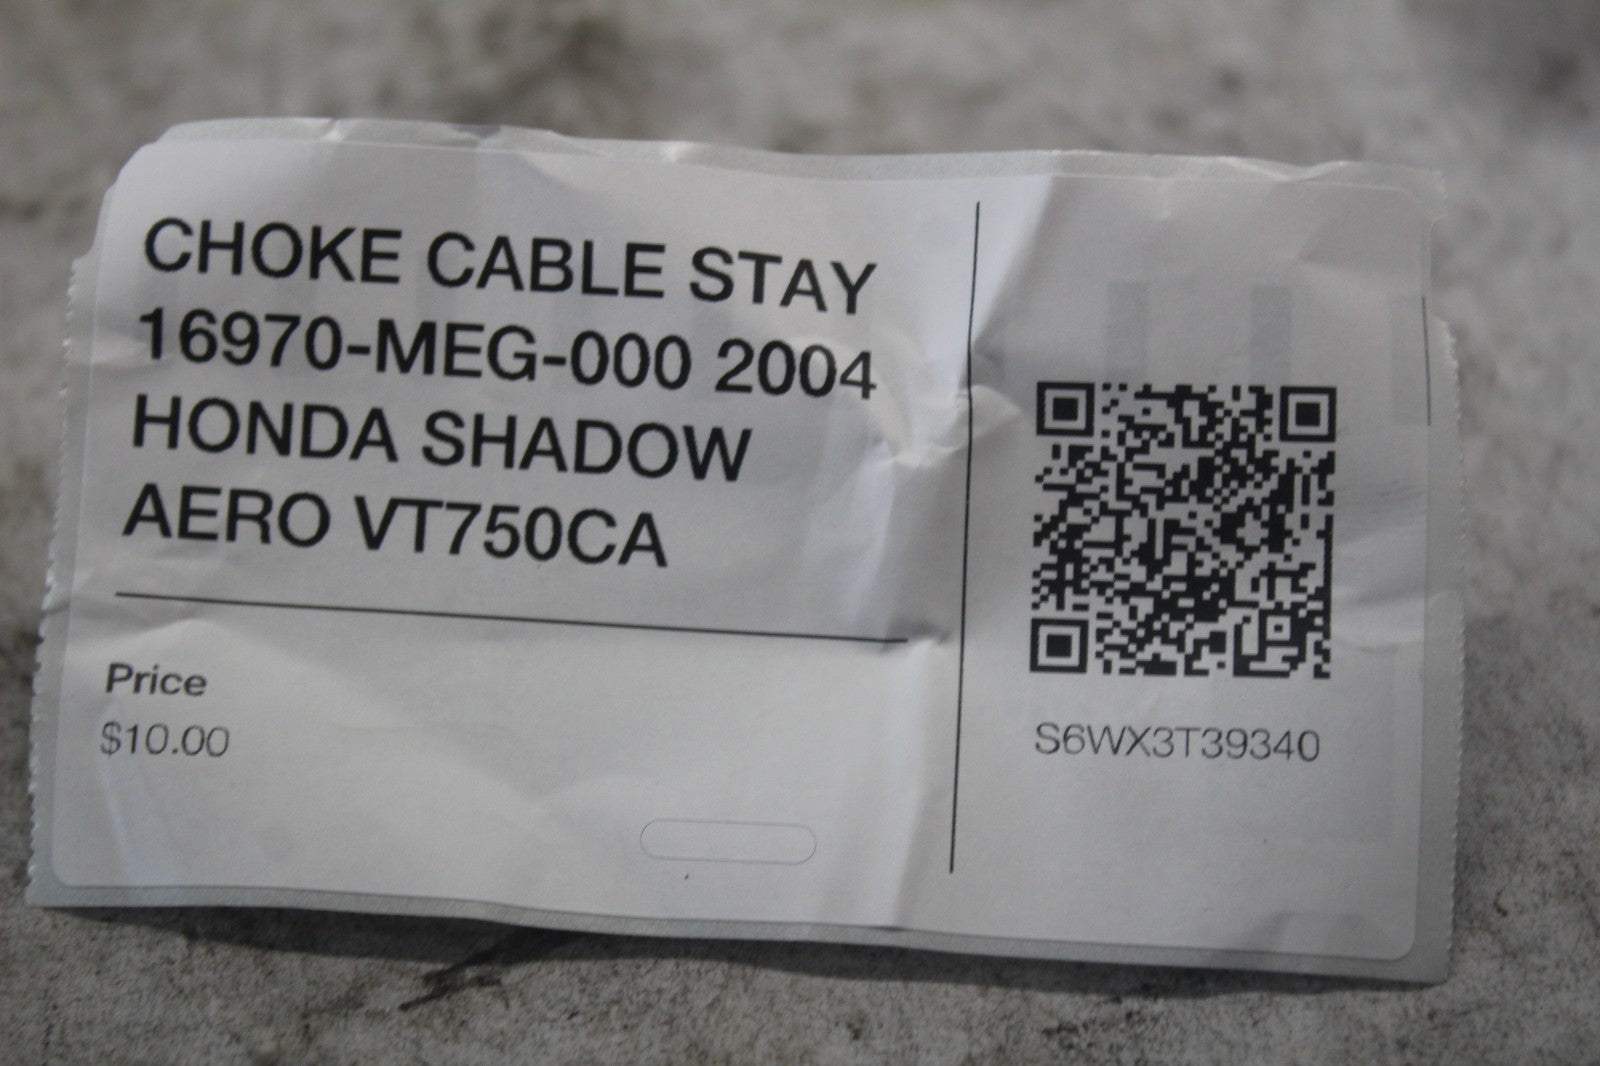 CHOKE CABLE STAY
16970-MEG-000 2004
HONDA SHADOW
AERO VT750CA
Price
$10.00
S6WX3T39340